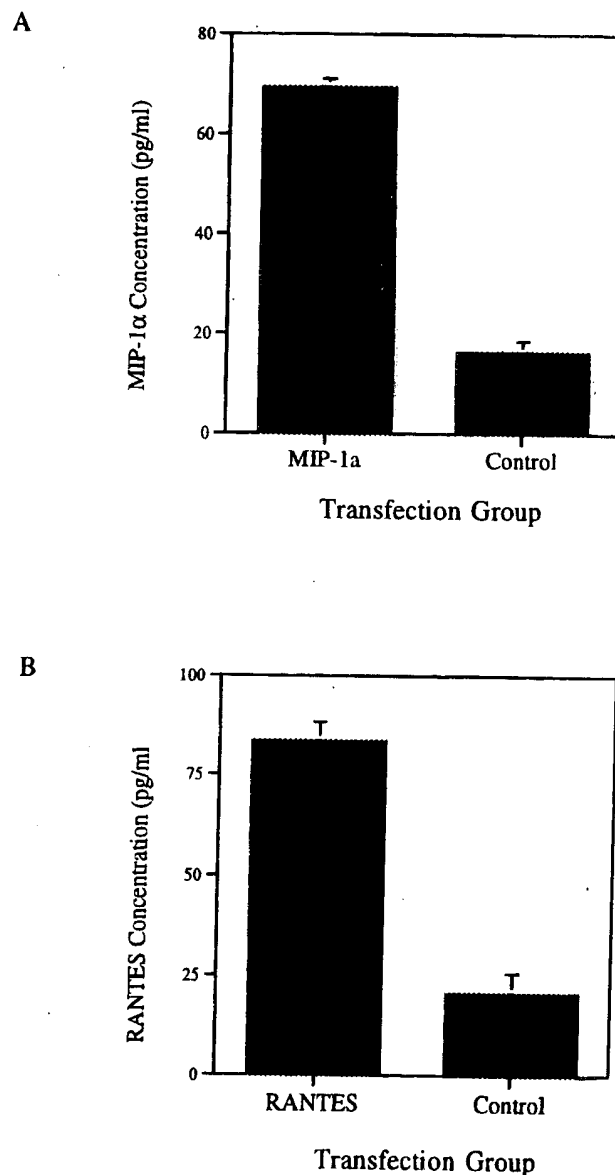 A
MIP-1α Concentration (pg/ml)
80
60
40
20
0
MIP-1a Control
Transfection Group
B
RANTES Concentration (pg/ml
100
75
50
25
0
RANTES Control
Transfection Group